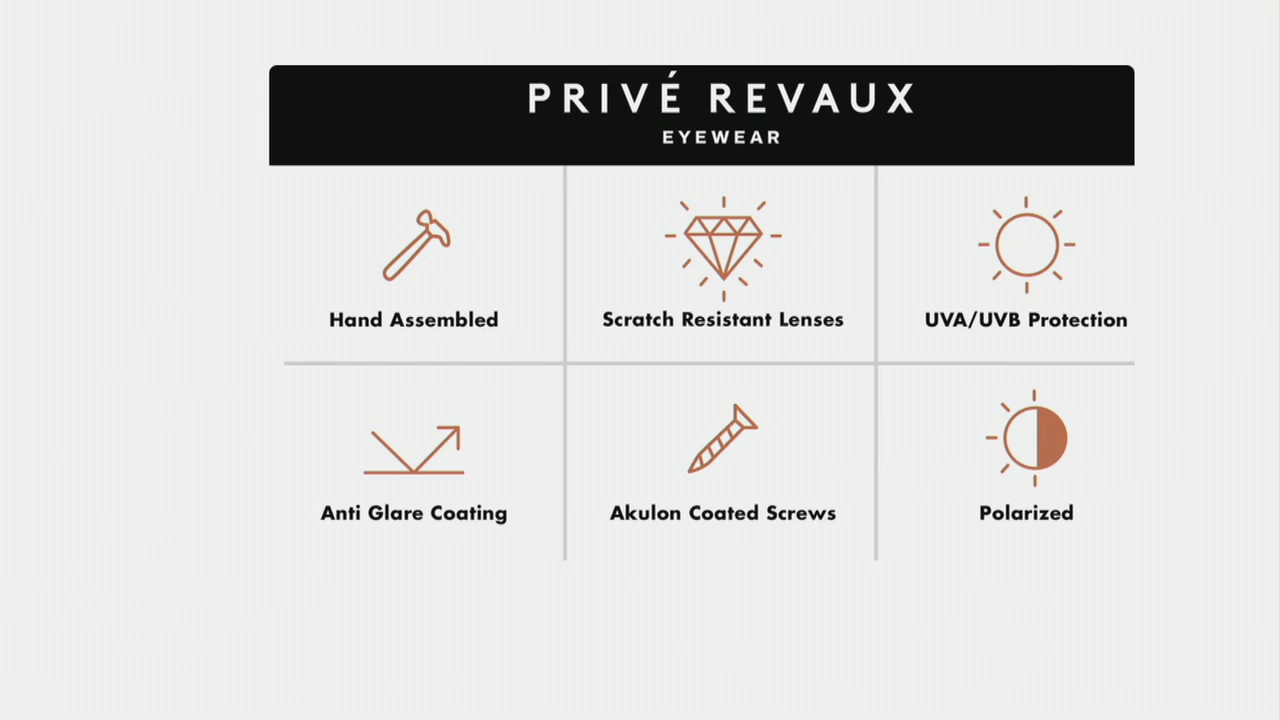 PRIVÉ REVAUX
EYEWEAR
Hand Assembled
Scratch Resistant Lenses
UVA/UVB Protection
Anti Glare Coating
Akulon Coated Screws
Polarized